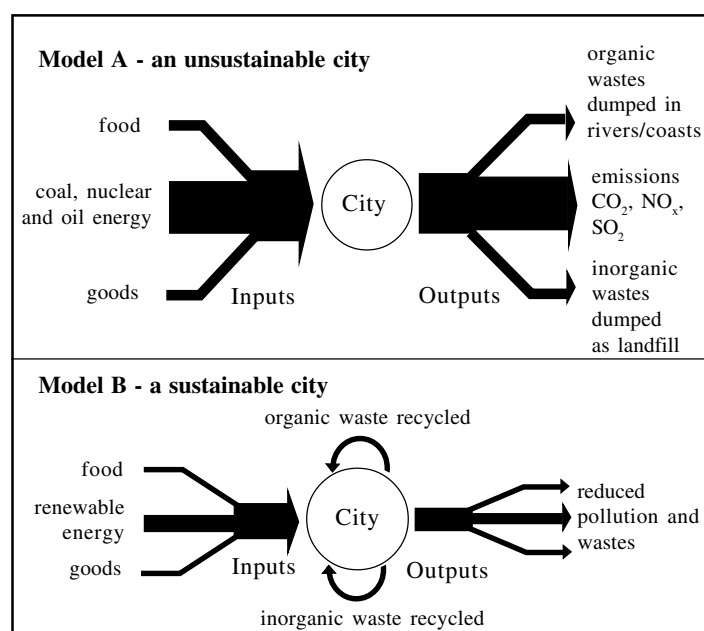 Model A - an unsustainable city
food
coal, nuclear
and oil energy
goods
Inputs
City
Outputs
organic
wastes
dumped in
rivers/coasts
emissions
CO₂, NOₓ,
SO₂
inorganic
wastes
dumped
as landfill
Model B - a sustainable city
organic waste recycled
food
renewable
energy
goods
Inputs
City
Outputs
reduced
pollution and
wastes
inorganic waste recycled